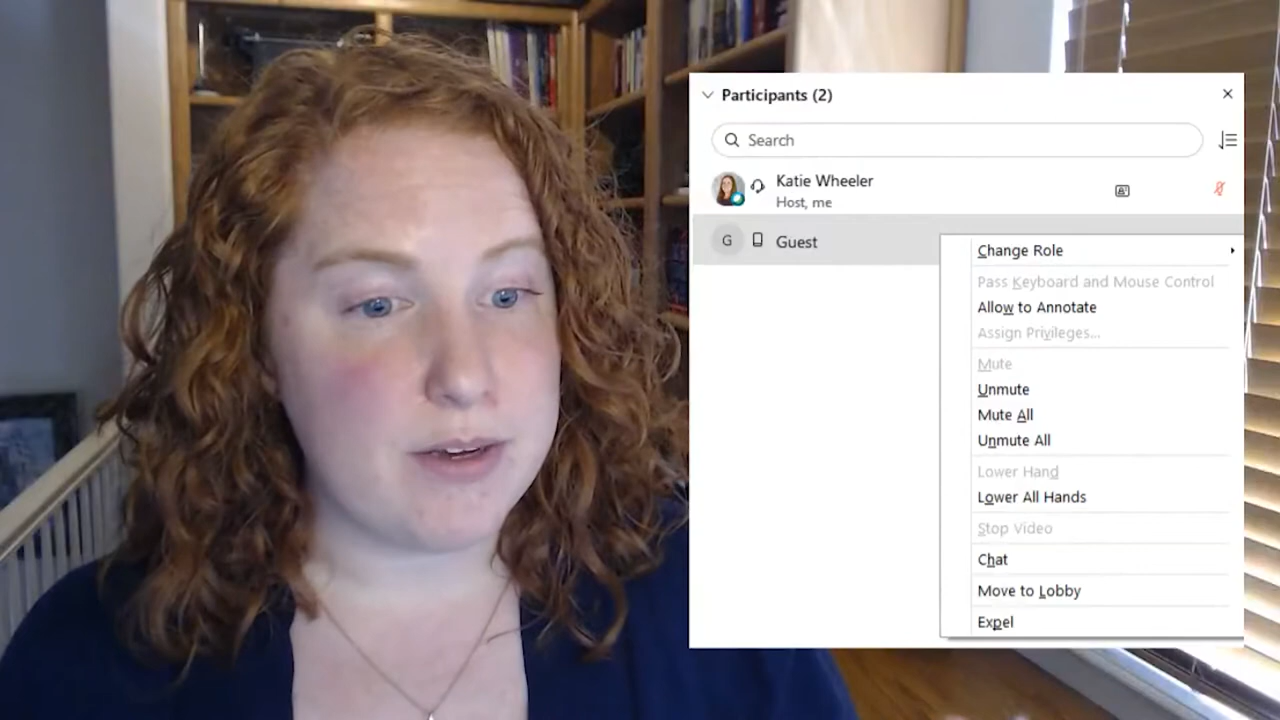 Participants (2)
Search
Katie Wheeler
Host, me
G Guest
Change Role
Pass Keyboard and Mouse Control
Allow to Annotate
Assign Privileges...
Mute
Unmute
Mute All
Unmute All
Lower Hand
Lower All Hands
Stop Video
Chat
Move to Lobby
Expel